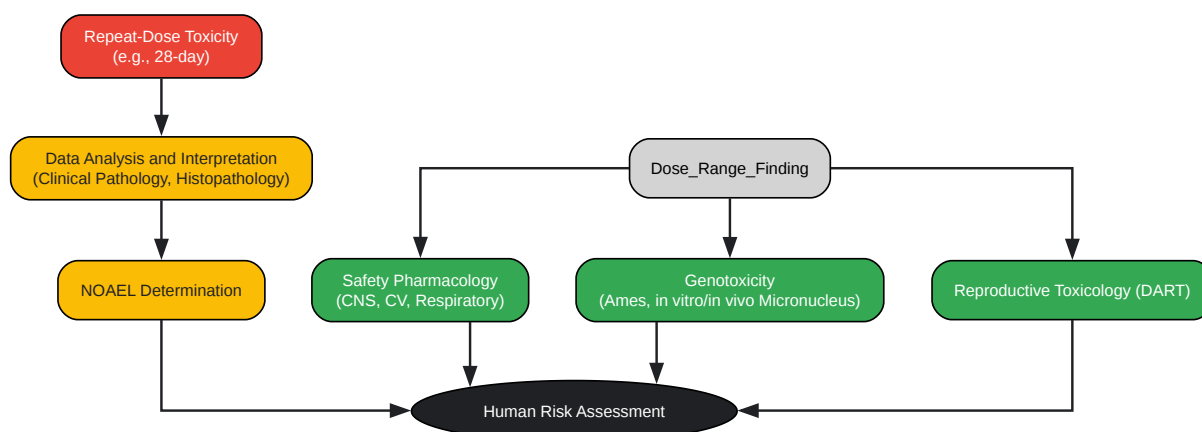 Repeat-Dose Toxicity
(e.g., 28-day)
Data Analysis and Interpretation
(Clinical Pathology, Histopathology)
Dose_Range_Finding
NOAEL Determination
Safety Pharmacology
(CNS, CV, Respiratory)
Genotoxicity
(Ames, in vitro/in vivo Micronucleus)
Reproductive Toxicology (DART)
Human Risk Assessment